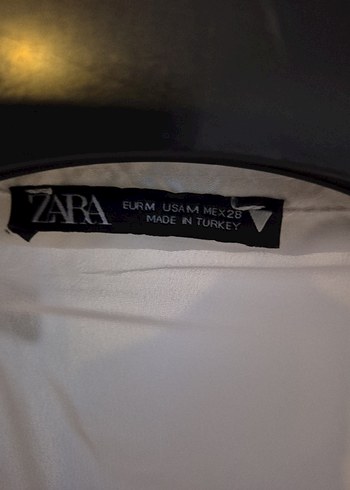 ZARA
EUR M USA M MEX 28
MADE IN TURKEY